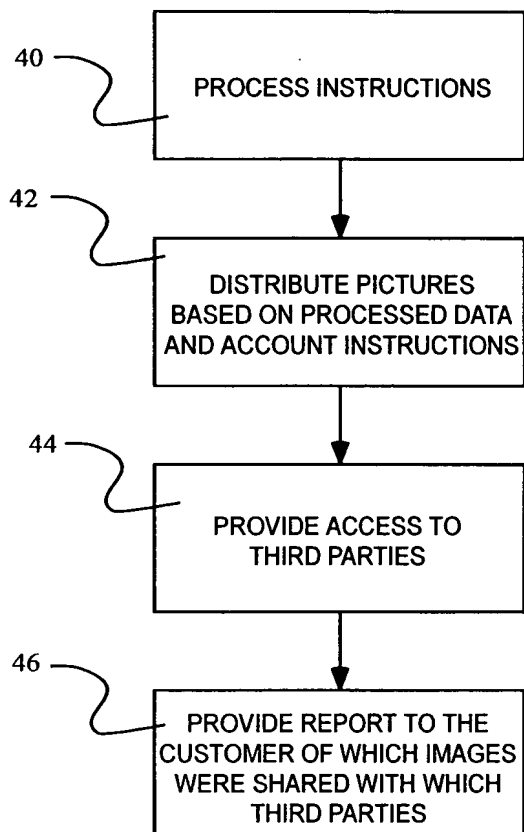 40
PROCESS INSTRUCTIONS
42
DISTRIBUTE PICTURES
BASED ON PROCESSED DATA
AND ACCOUNT INSTRUCTIONS
44
PROVIDE ACCESS TO
THIRD PARTIES
46
PROVIDE REPORT TO THE
CUSTOMER OF WHICH IMAGES
WERE SHARED WITH WHICH
THIRD PARTIES